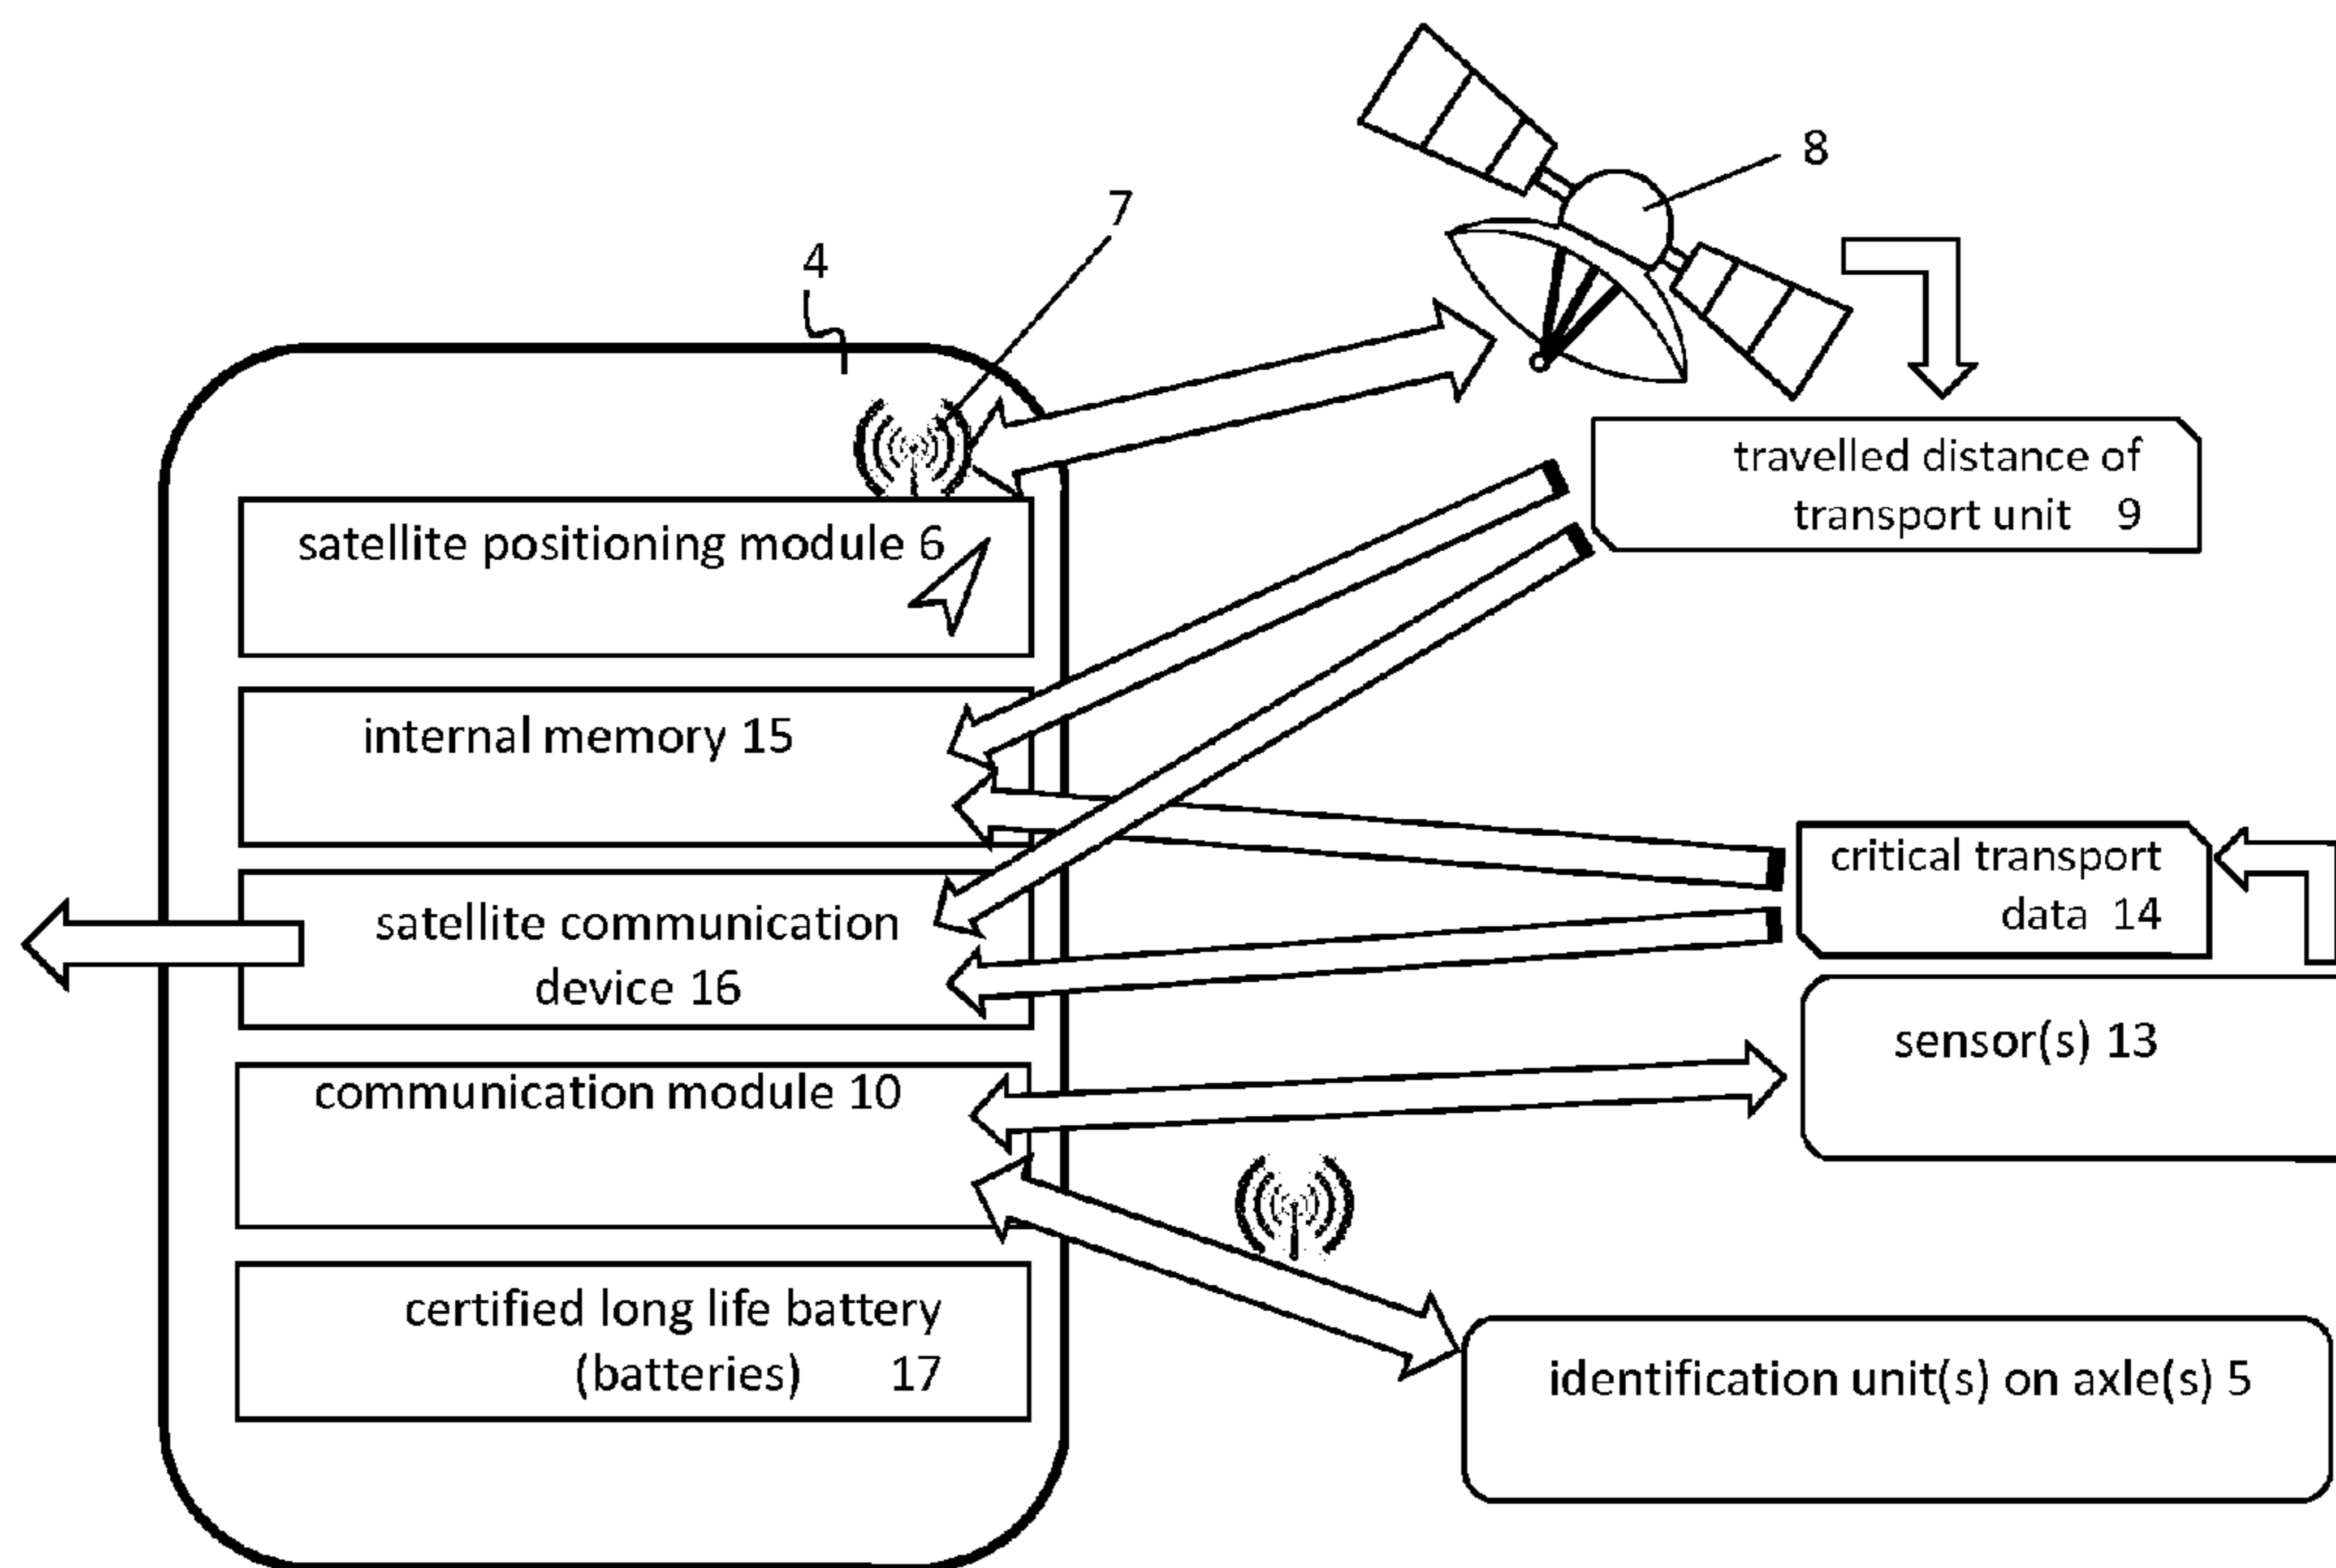 8
7
4
travelled distance of
transport unit 9
satellite positioning module 6
internal memory 15
critical transport
data 14
satellite communication
device 16
sensor(s) 13
communication module 10
certified long life battery
(batteries) 17
identification unit(s) on axle(s) 5